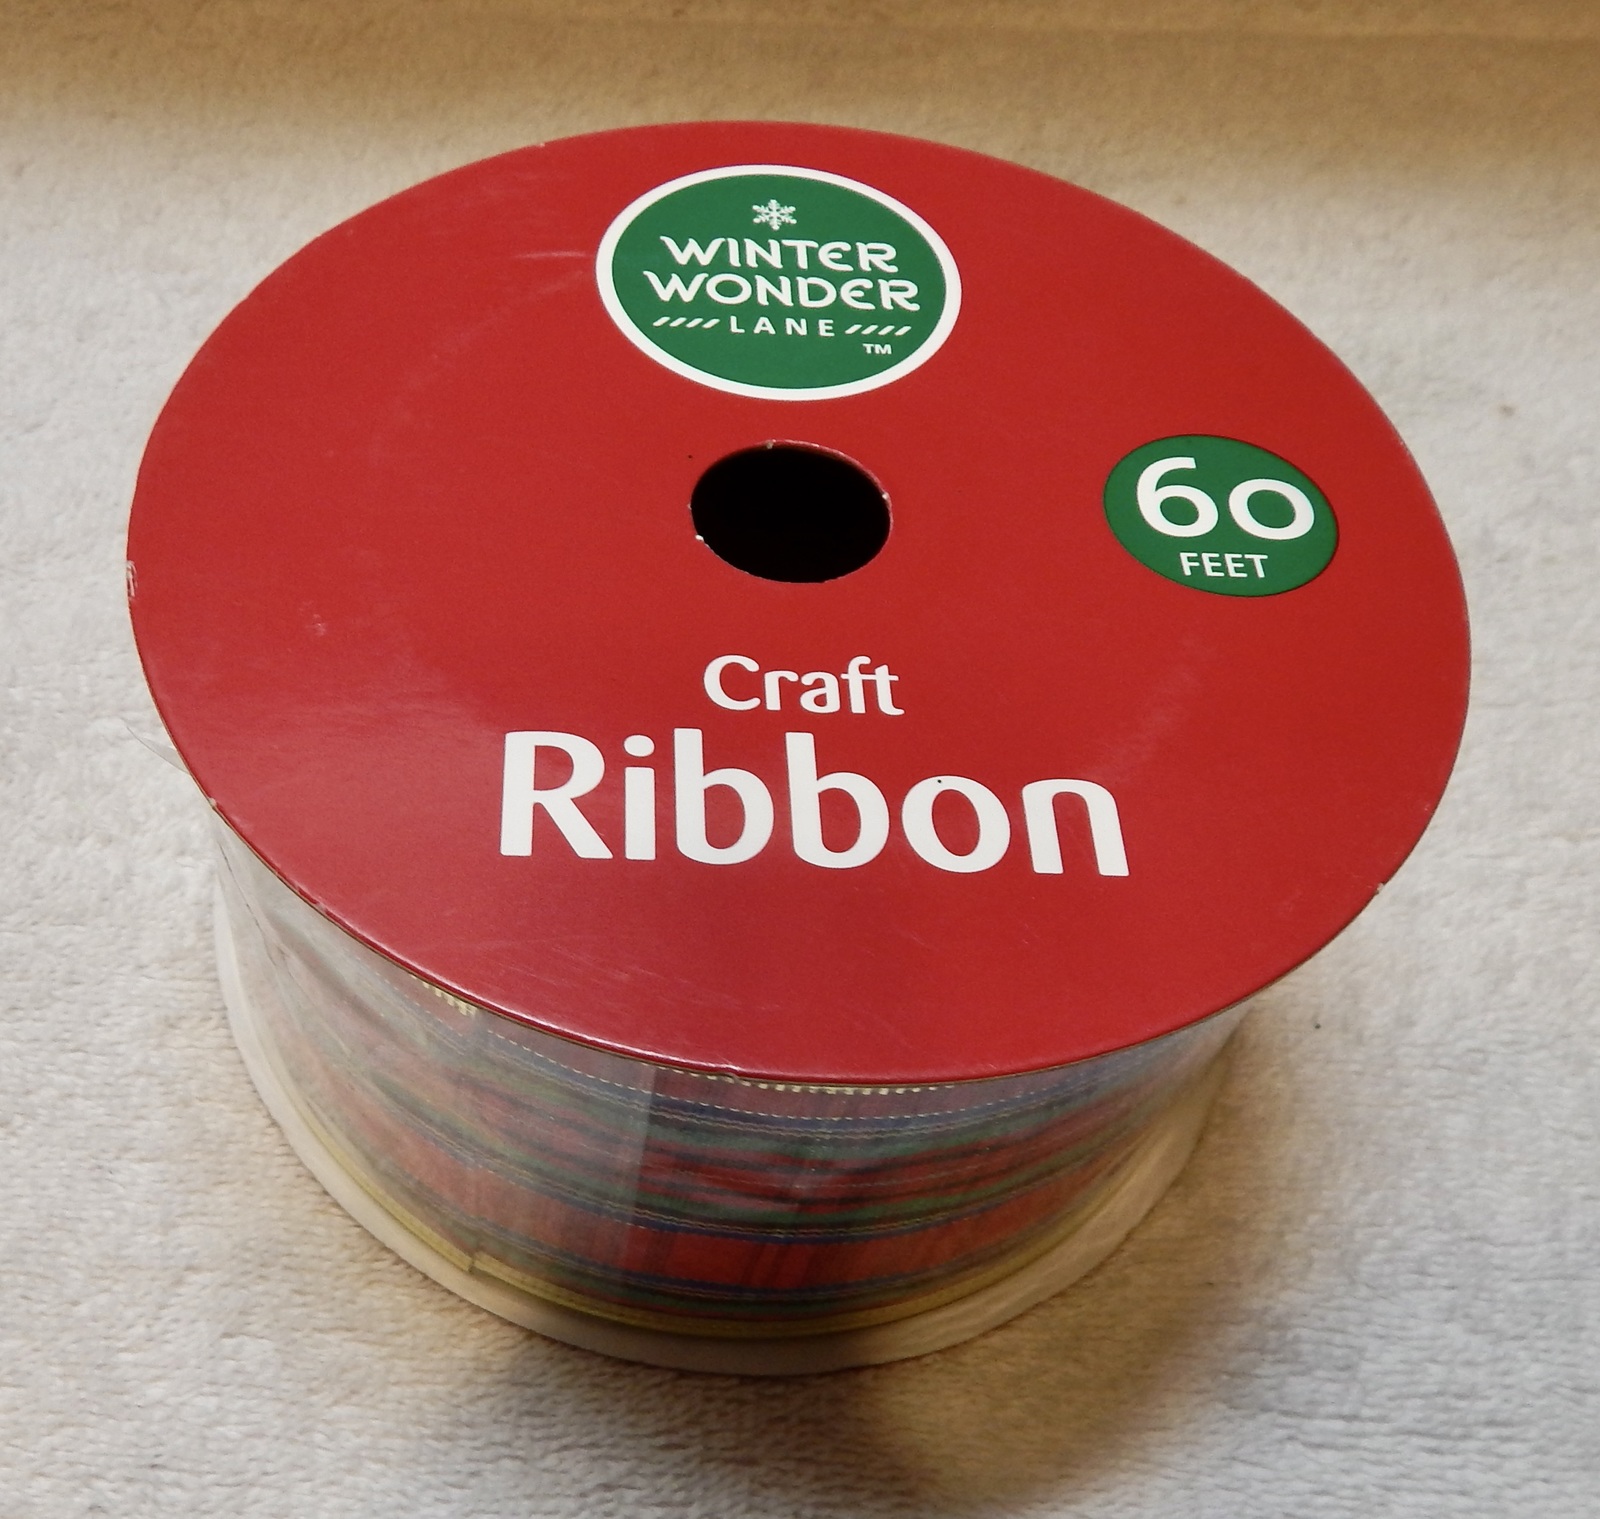 WINTER
WONDER
LANE
TM
60
FEET
Craft
Ribbon